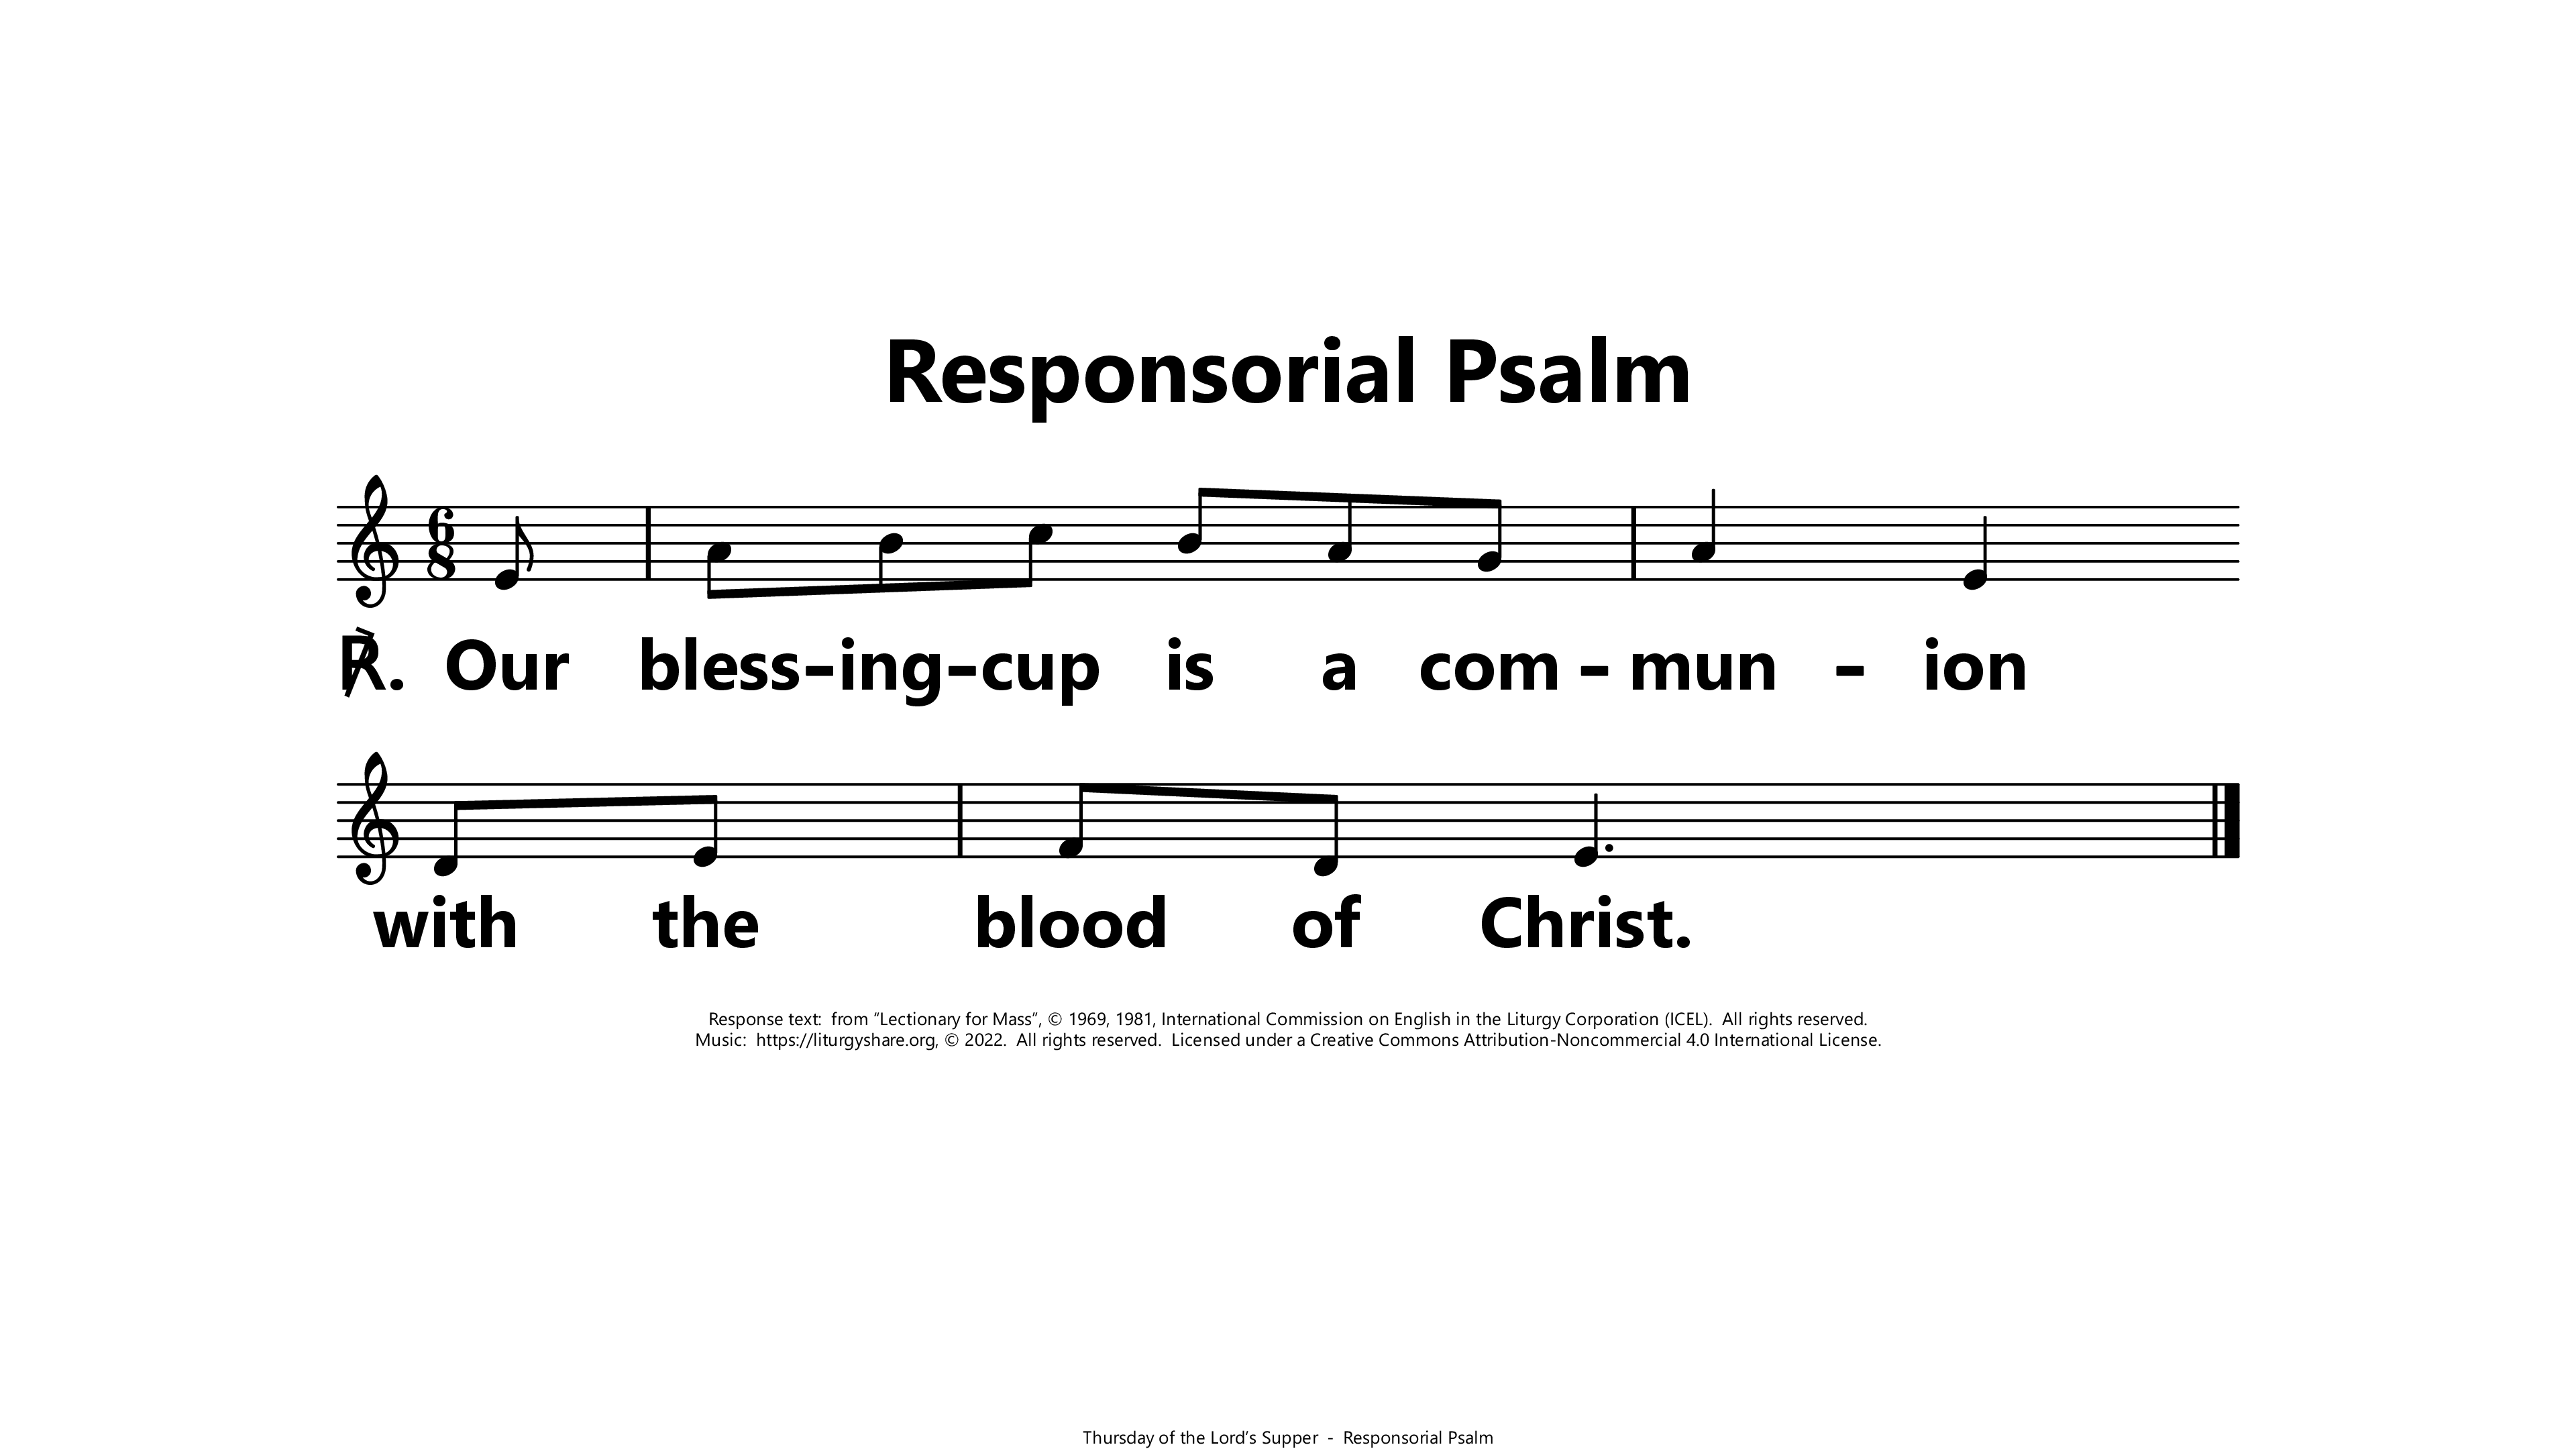 Responsorial Psalm
6
8
℟. Our bless-ing-cup is a com - mun - ion
with the blood of Christ.
Response text:  from “Lectionary for Mass”, © 1969, 1981, International Commission on English in the Liturgy Corporation (ICEL).  All rights reserved.
Music:  https://liturgyshare.org, © 2022.  All rights reserved.  Licensed under a Creative Commons Attribution-Noncommercial 4.0 International License.
Thursday of the Lord’s Supper  -  Responsorial Psalm